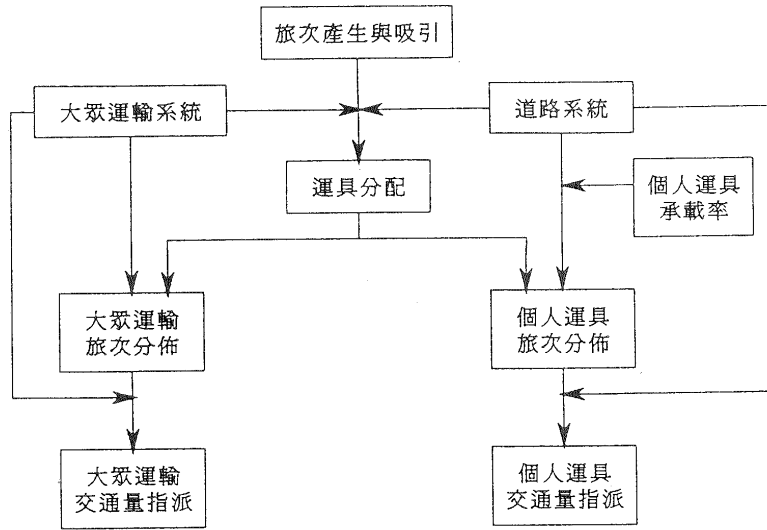 旅次產生與吸引
大眾運輸系統
道路系統
運具分配
個人運具
承載率
大眾運輸
旅次分佈
個人運具
旅次分佈
大眾運輸
交通量指派
個人運具
交通量指派